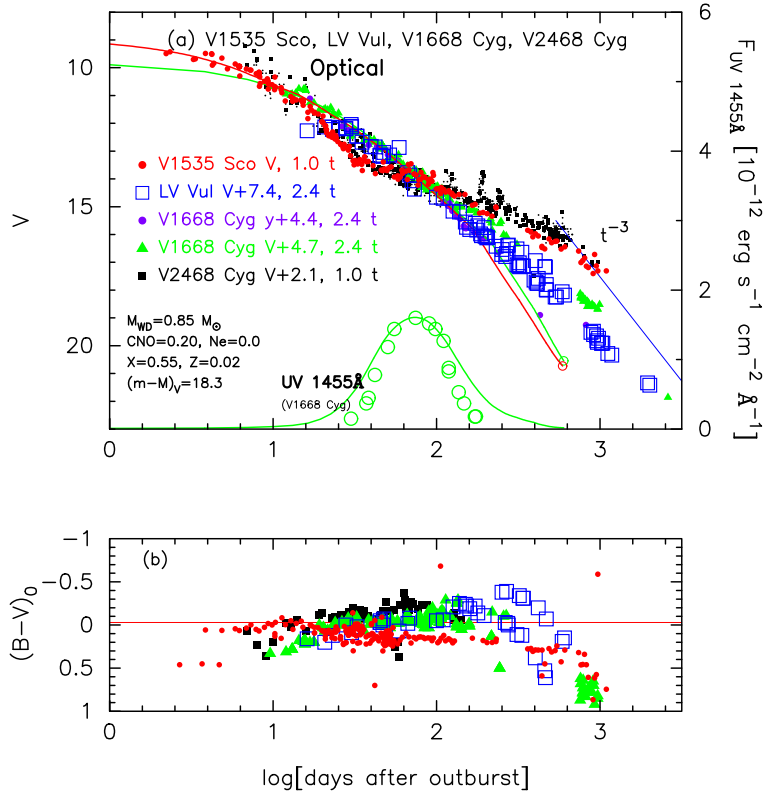 (a) V1535 Sco, LV Vul, V1668 Cyg, V2468 Cyg
Optical
V1535 Sco V, 1.0 t
LV Vul V+7.4, 2.4 t
V1668 Cyg y+4.4, 2.4 t
V1668 Cyg V+4.7, 2.4 t
V2468 Cyg V+2.1, 1.0 t
t⁻³
M_WD=0.85 M_⊙
CNO=0.20, Ne=0.0
X=0.55, Z=0.02
(m−M)_V=18.3
UV 1455Å
(V1668 Cyg)
V
10
15
20
F_UV 1455Å [10⁻¹² erg s⁻¹ cm⁻² Å⁻¹]
6
4
2
0
0 1 2 3
(b)
(B−V)₀
−1
−0.5
0
0.5
1
0 1 2 3
log[days after outburst]